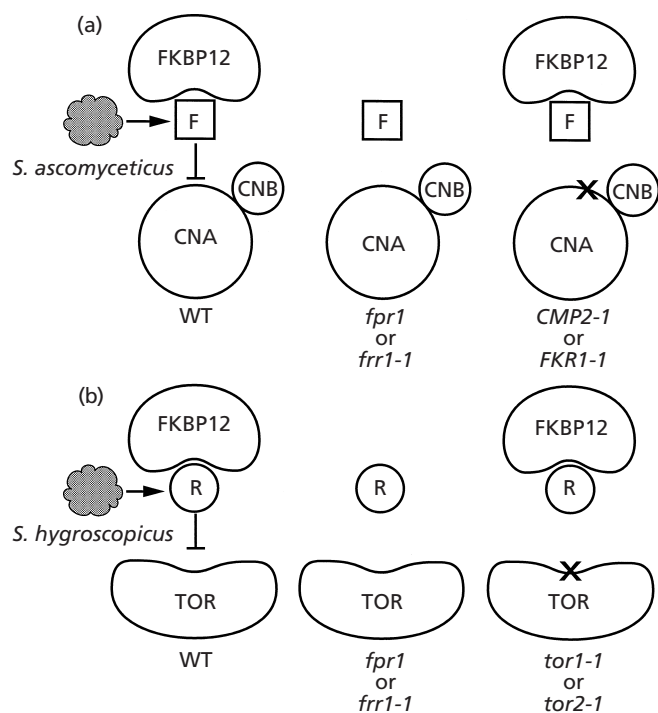 (a)
FKBP12
FKBP12
F
F
F
S. ascomyceticus
CNB
CNB
CNB
CNA
CNA
CNA
WT
fpr1
or
frr1-1
CMP2-1
or
FKR1-1
(b)
FKBP12
FKBP12
R
R
R
S. hygroscopicus
TOR
TOR
TOR
WT
fpr1
or
frr1-1
tor1-1
or
tor2-1